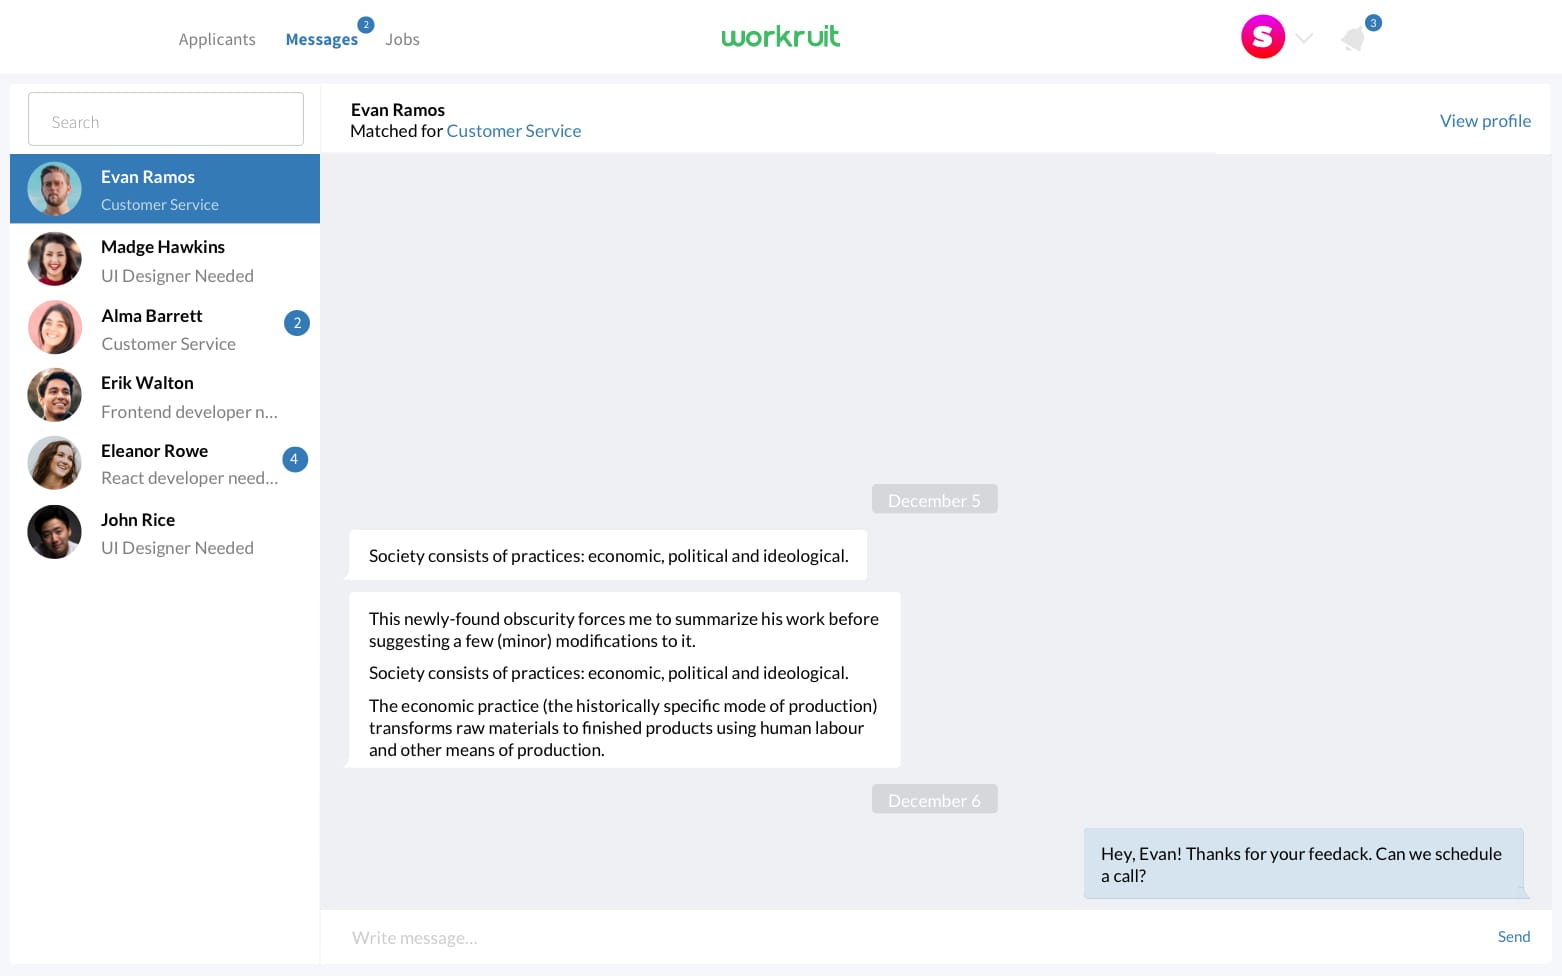 Applicants
Messages
2
Jobs
workruit
S
3
Search
Evan Ramos
Matched for Customer Service
View profile
Evan Ramos
Customer Service
Madge Hawkins
UI Designer Needed
Alma Barrett
Customer Service
2
Erik Walton
Frontend developer n...
Eleanor Rowe
React developer need...
4
John Rice
UI Designer Needed
December 5
Society consists of practices: economic, political and ideological.
This newly-found obscurity forces me to summarize his work before
suggesting a few (minor) modifications to it.
Society consists of practices: economic, political and ideological.
The economic practice (the historically specific mode of production)
transforms raw materials to finished products using human labour
and other means of production.
December 6
Hey, Evan! Thanks for your feedack. Can we schedule
a call?
Write message...
Send